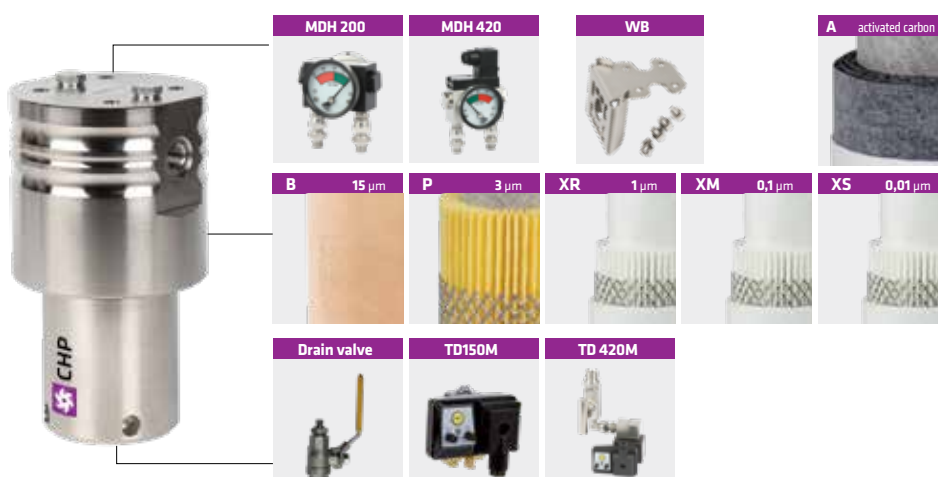 MDH 200
MDH 420
WB
A activated carbon
B 15 µm
P 3 µm
XR 1 µm
XM 0,1 µm
XS 0,01 µm
CHP
Drain valve
TD150M
TD 420M